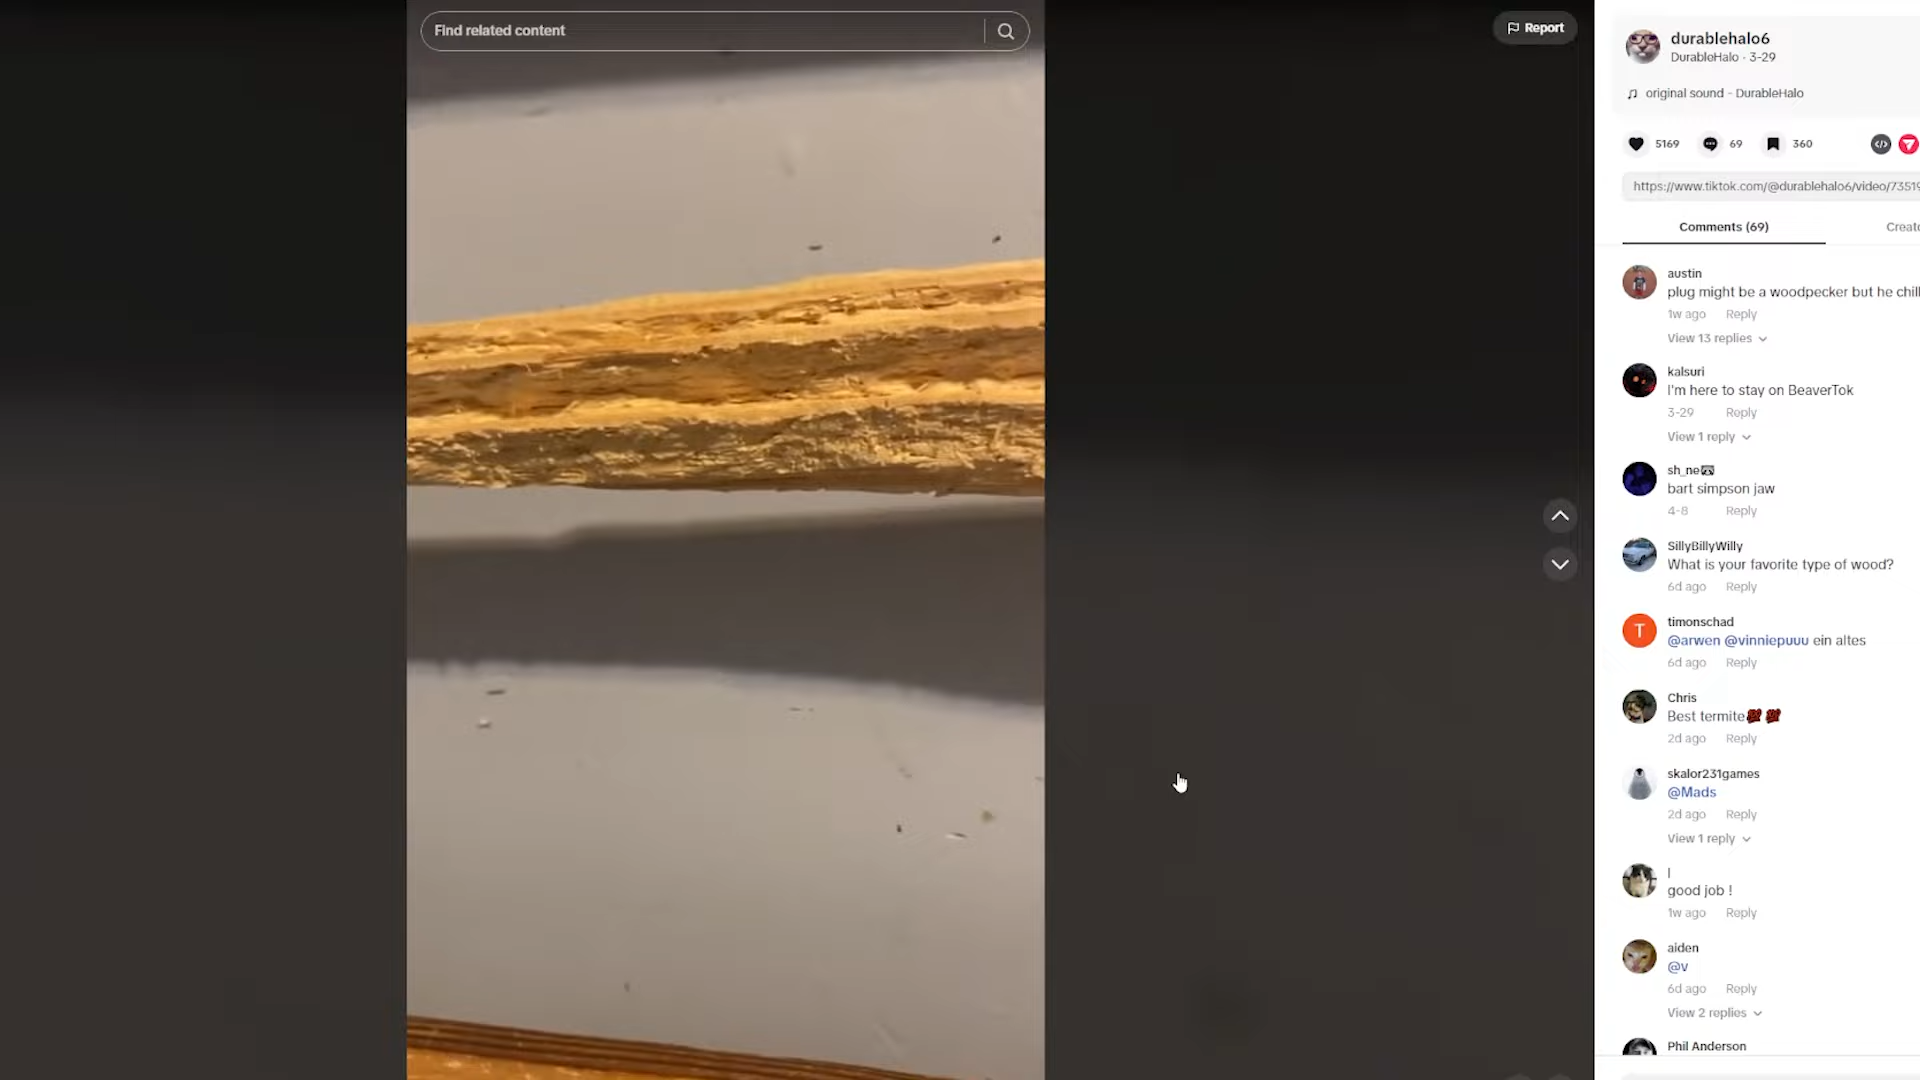 Find related content
Report
durablehalo6
DurableHalo · 3-29
original sound - DurableHalo
5169
69
360
https://www.tiktok.com/@durablehalo6/video/7351
Comments (69)
Creato
austin
plug might be a woodpecker but he chill
1w ago Reply
View 13 replies
kalsuri
I'm here to stay on BeaverTok
3-29 Reply
View 1 reply
sh_ne
bart simpson jaw
4-8 Reply
SillyBillyWilly
What is your favorite type of wood?
6d ago Reply
T
timonschad
@arwen @vinniepuuu ein altes
6d ago Reply
Chris
Best termite💯 💯
2d ago Reply
skalor231games
@Mads
2d ago Reply
View 1 reply
l
good job !
1w ago Reply
aiden
@v
6d ago Reply
View 2 replies
Phil Anderson